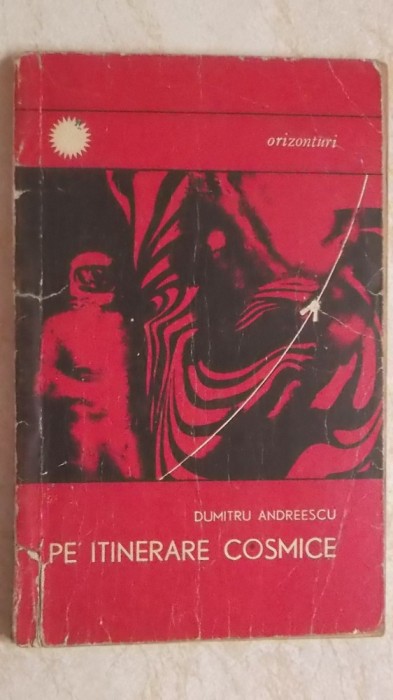 orizonturi
DUMITRU ANDREESCU
PE ITINERARE COSMICE